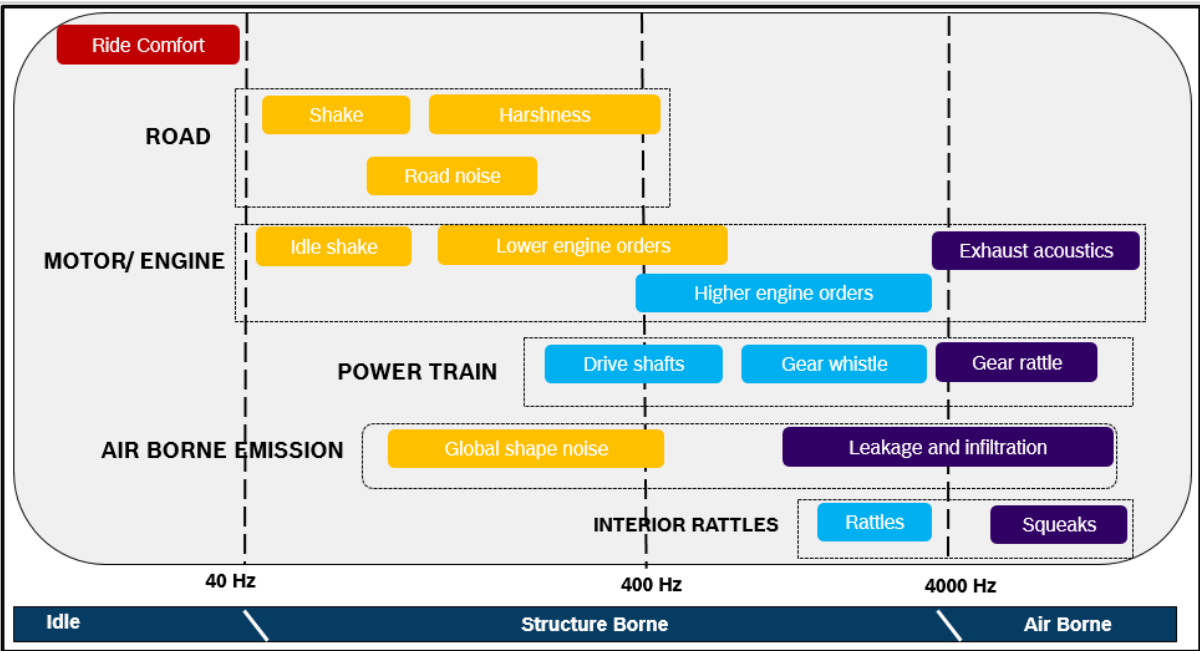 Ride Comfort
ROAD
Shake
Harshness
Road noise
MOTOR/ ENGINE
Idle shake
Lower engine orders
Exhaust acoustics
Higher engine orders
POWER TRAIN
Drive shafts
Gear whistle
Gear rattle
AIR BORNE EMISSION
Global shape noise
Leakage and infiltration
INTERIOR RATTLES
Rattles
Squeaks
40 Hz
400 Hz
4000 Hz
Idle
Structure Borne
Air Borne